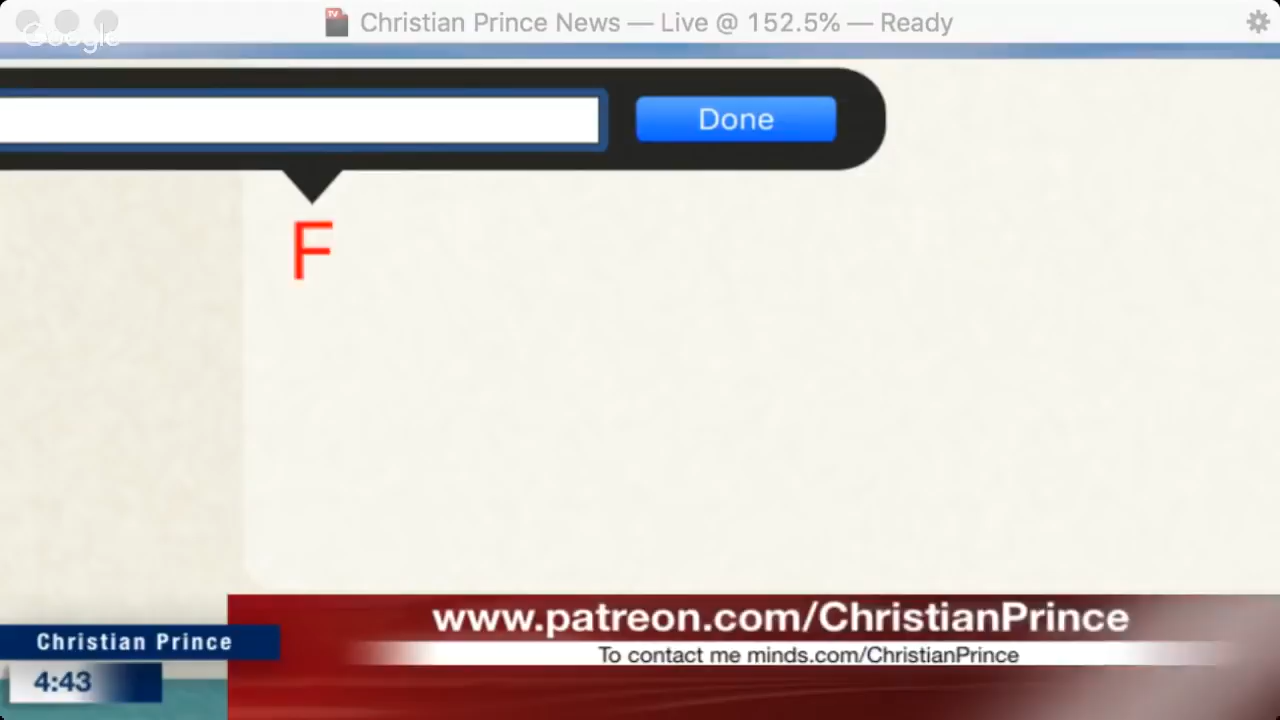 Christian Prince News — Live @ 152.5% — Ready
Google
Done
F
www.patreon.com/ChristianPrince
To contact me minds.com/ChristianPrince
Christian Prince
4:43